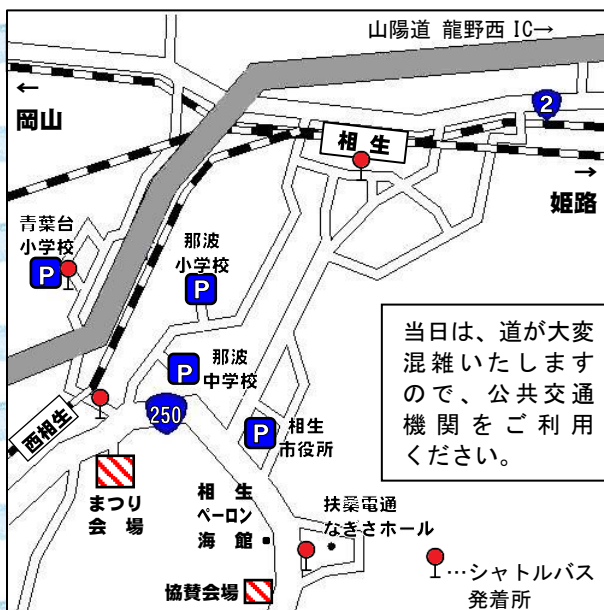 山陽道 龍野西 IC→
2
←
岡山
相生
→
姫路
青葉台
小学校
P
那波
小学校
P
当日は、道が大変
混雑いたします
ので、公共交通
機関をご利用
ください。
那波
中学校
P
250
西相生
相生
市役所
P
まつり
会場
相生
ペーロン
海館
扶桑電通
なぎさホール
協賛会場
…シャトルバス
発着所